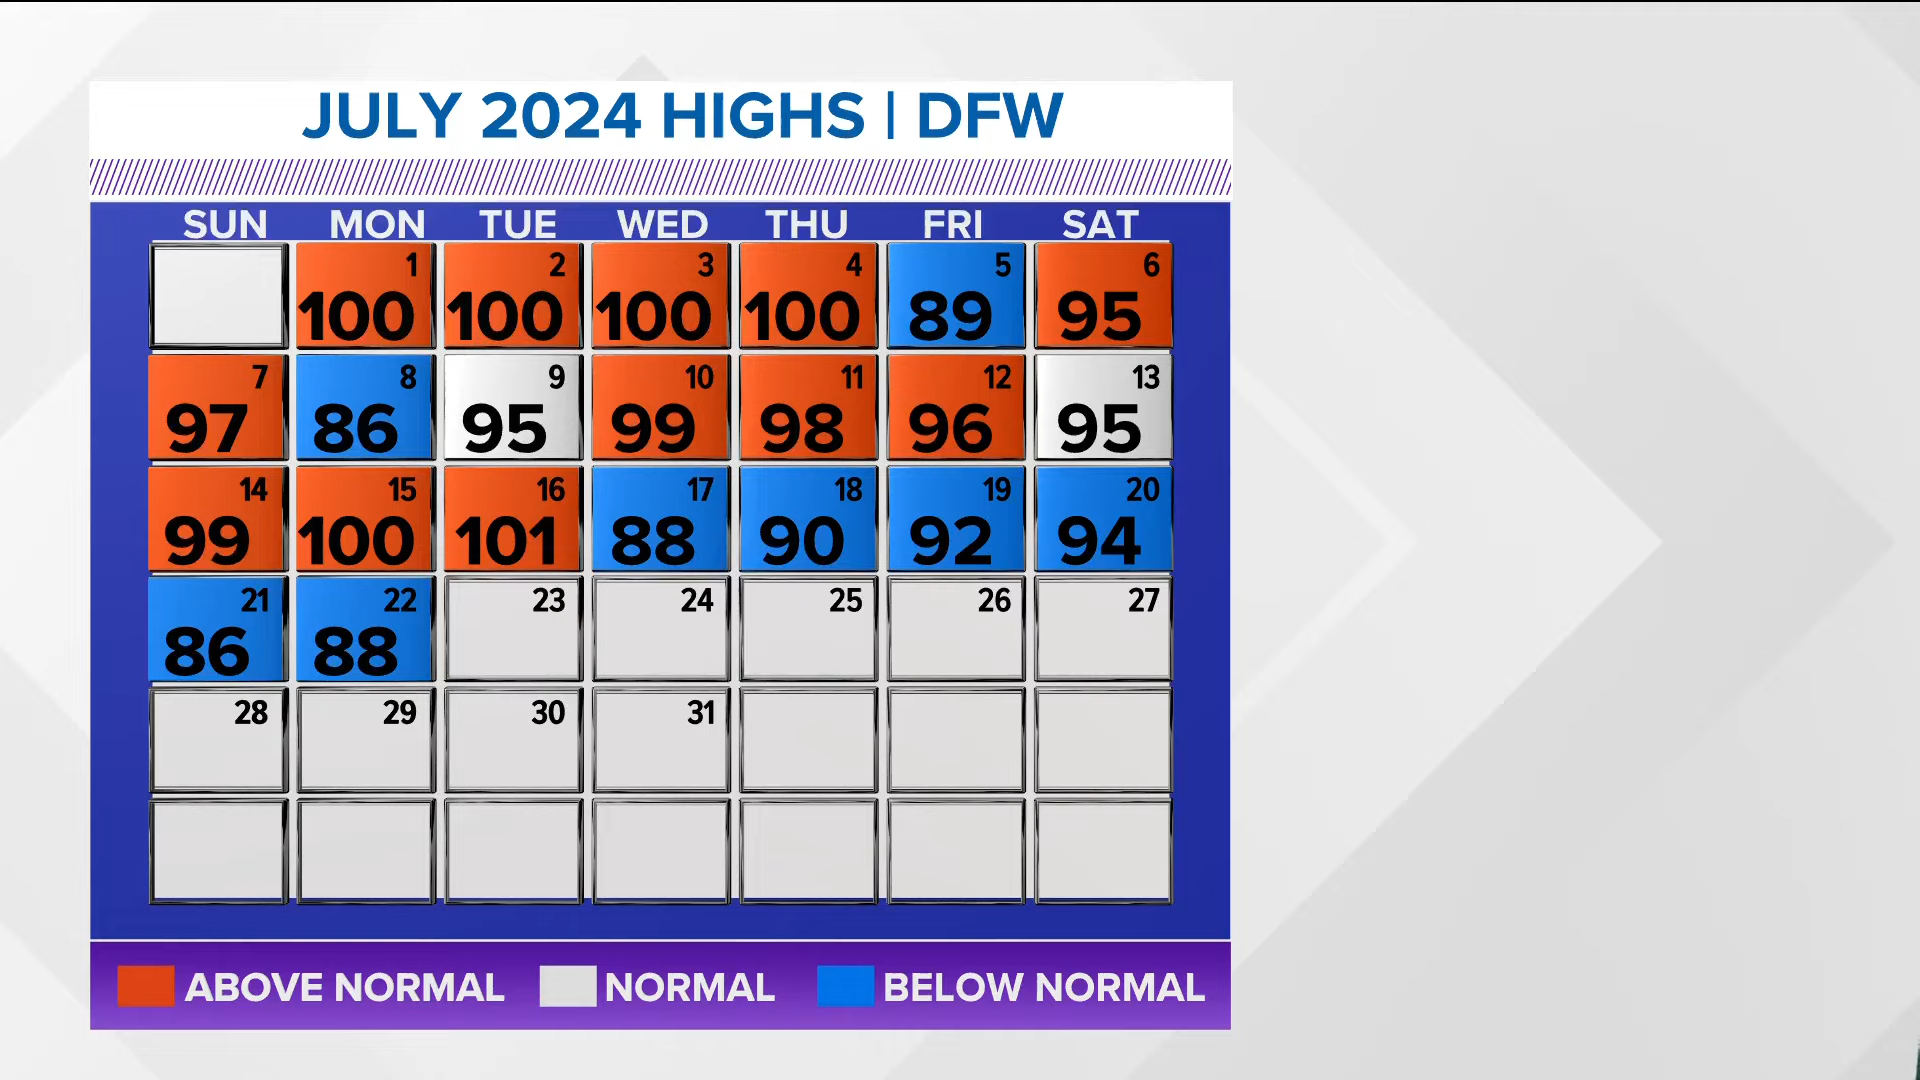 JULY 2024 HIGHS | DFW
SUN MON TUE WED THU FRI SAT
1 2 3 4 5 6
100 100 100 100 89 95
7 8 9 10 11 12 13
97 86 95 99 98 96 95
14 15 16 17 18 19 20
99 100 101 88 90 92 94
21 22 23 24 25 26 27
86 88
28 29 30 31
ABOVE NORMAL NORMAL BELOW NORMAL